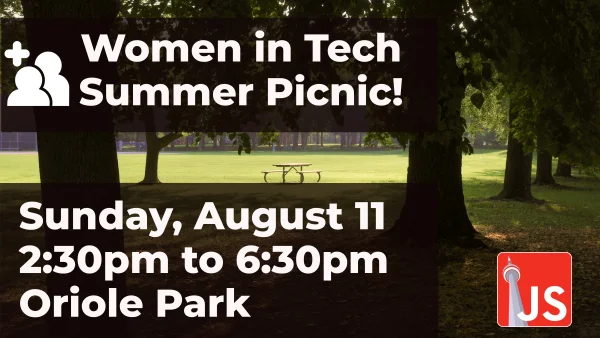 Women in Tech
Summer Picnic!
Sunday, August 11
2:30pm to 6:30pm
Oriole Park
JS